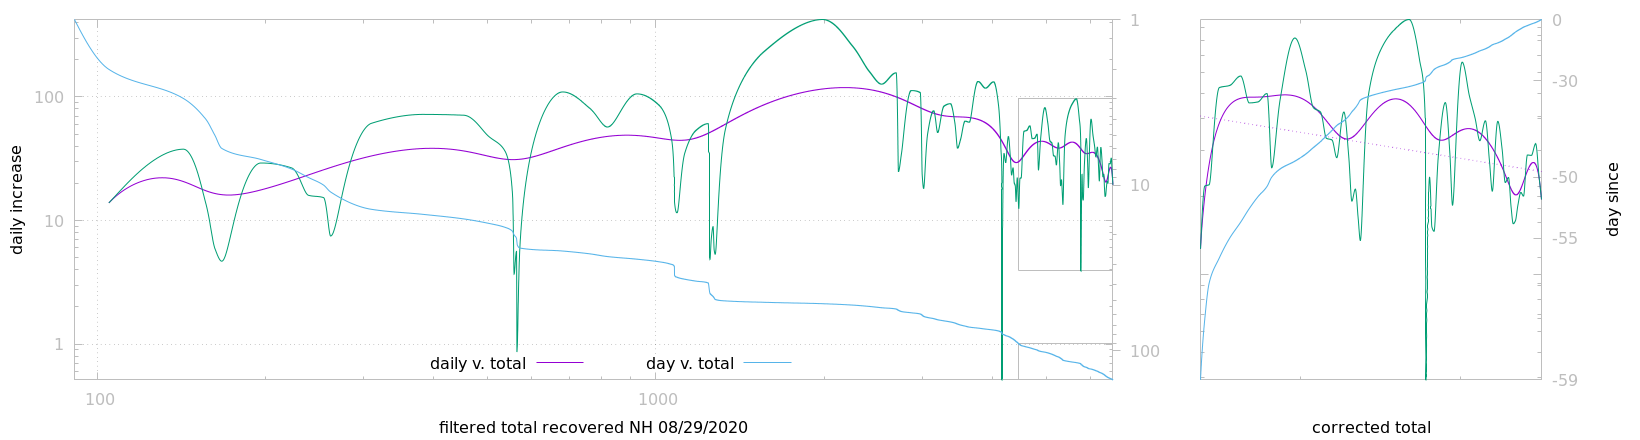 daily increase
100
10
1
daily v. total
day v. total
100
1000
filtered total recovered NH 08/29/2020
1
10
100
0
-30
-50
-55
-59
day since
corrected total